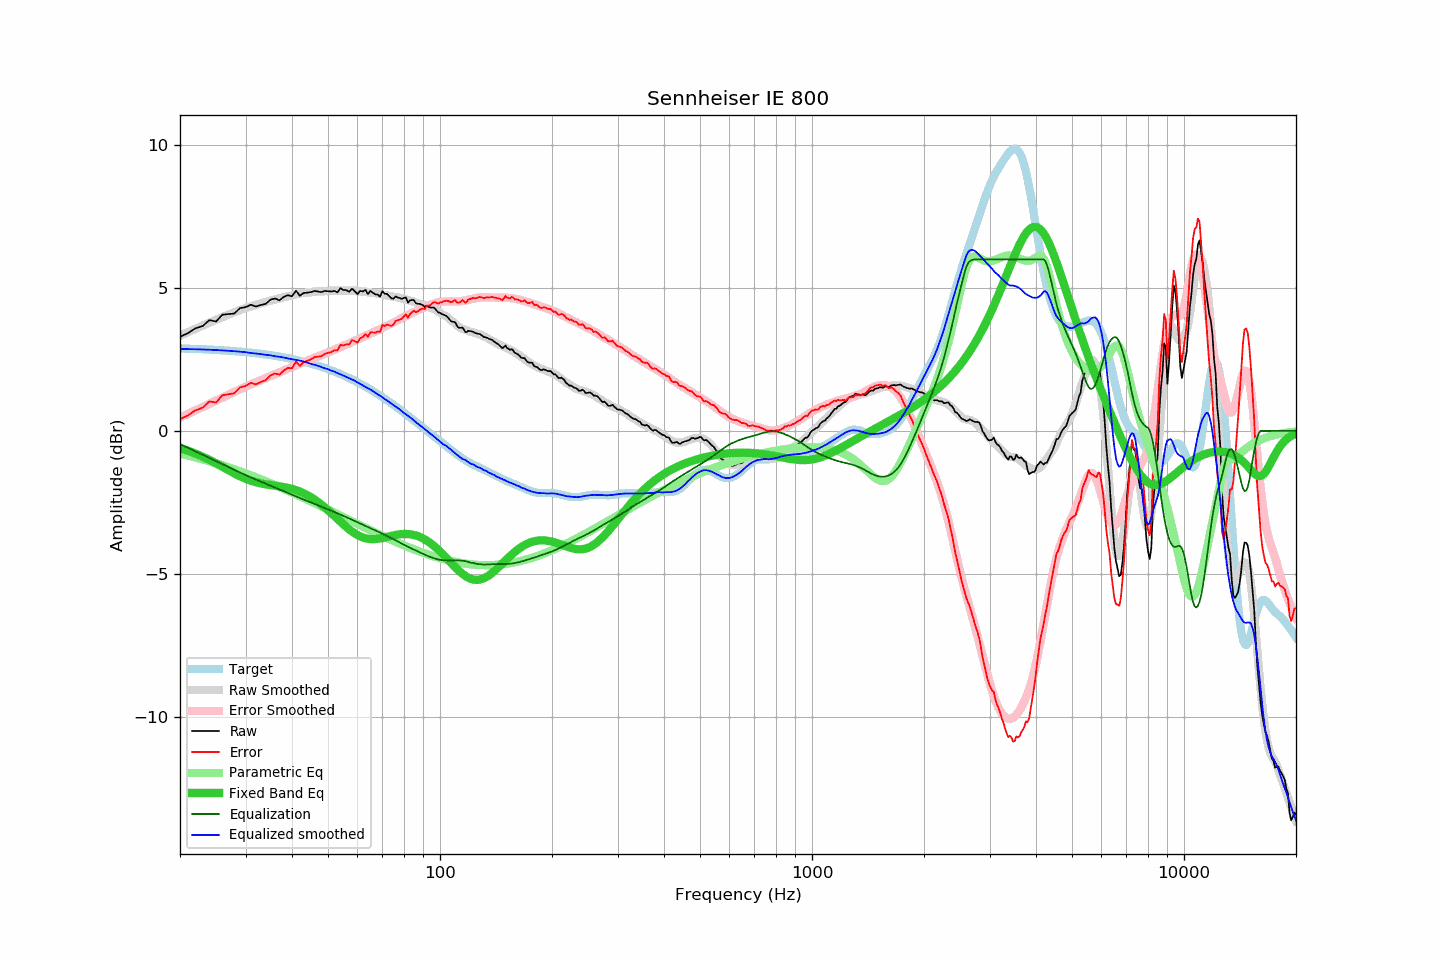 Sennheiser IE 800
10
5
0
−5
−10
Amplitude (dBr)
Target
Raw Smoothed
Error Smoothed
Raw
Error
Parametric Eq
Fixed Band Eq
Equalization
Equalized smoothed
100
1000
10000
Frequency (Hz)